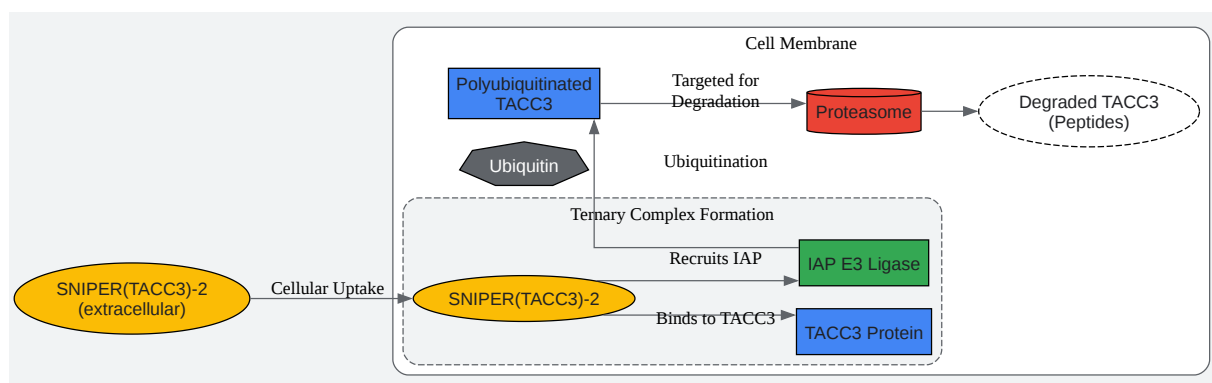 Cell Membrane
Polyubiquitinated
TACC3
Targeted for
Degradation
Proteasome
Degraded TACC3
(Peptides)
Ubiquitin
Ubiquitination
Ternary Complex Formation
Recruits IAP
IAP E3 Ligase
SNIPER(TACC3)-2
(extracellular)
Cellular Uptake
SNIPER(TACC3)-2
Binds to TACC3
TACC3 Protein